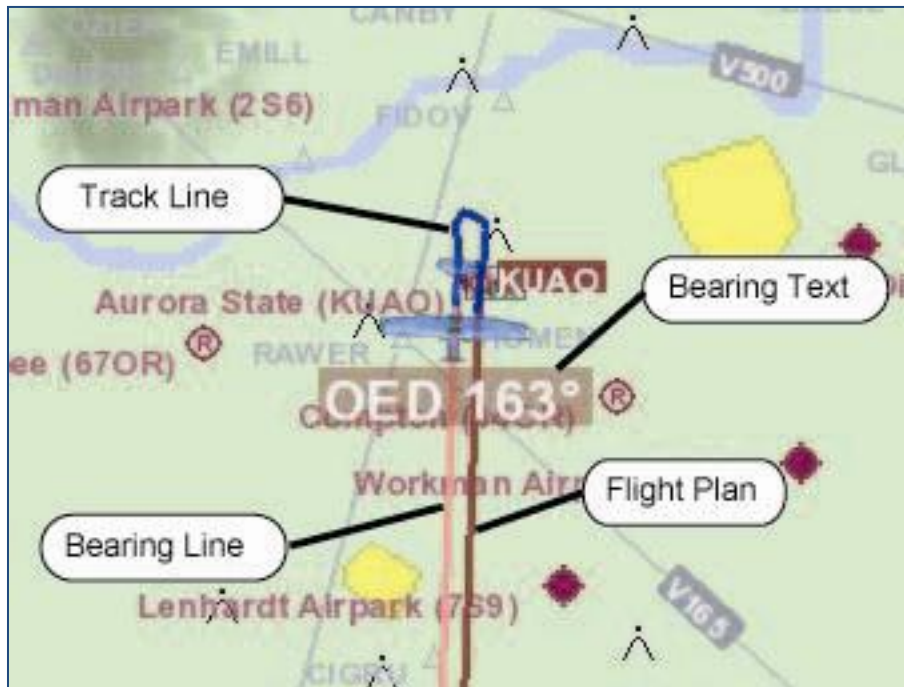 CANBY
EMILL
V500
man Airpark (2S6)
FIDOY
GL
Track Line
KUAO
Bearing Text
Aurora State (KUAO)
RAWER
ee (67OR)
OED 163°
Workman Airp
Flight Plan
Bearing Line
Lenhardt Airpark (7S9)
V165
CIGRU